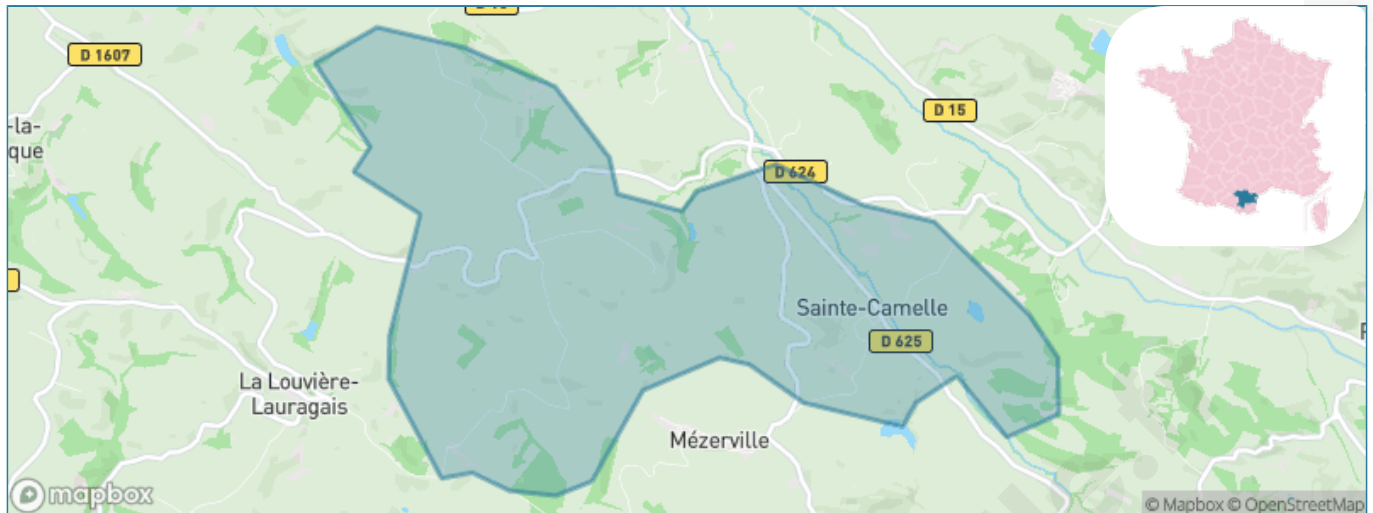 D 1607
D 15
-la-
que
D 624
Sainte-Camelle
D 625
La Louvière-
Lauragais
Mézerville
mapbox
© Mapbox © OpenStreetMap